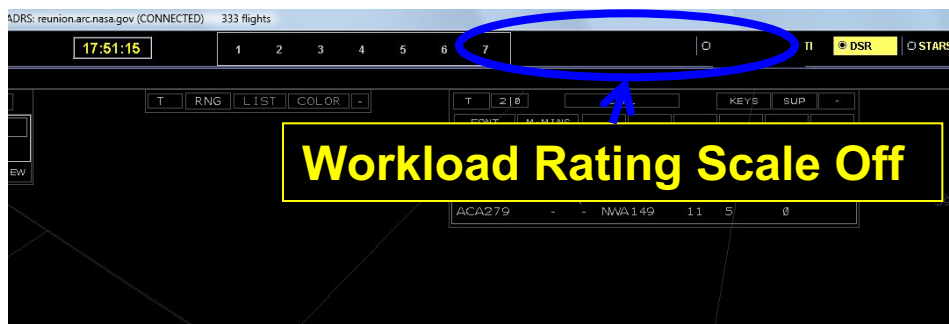 ADRS: reunion.arc.nasa.gov (CONNECTED) 333 flights
17:51:15 1 2 3 4 5 6 7 TI DSR STARS
T RNG LIST COLOR - T 2|0 KEYS SUP -
EW
Workload Rating Scale Off
ACA279 - - NWA149 11 5 0